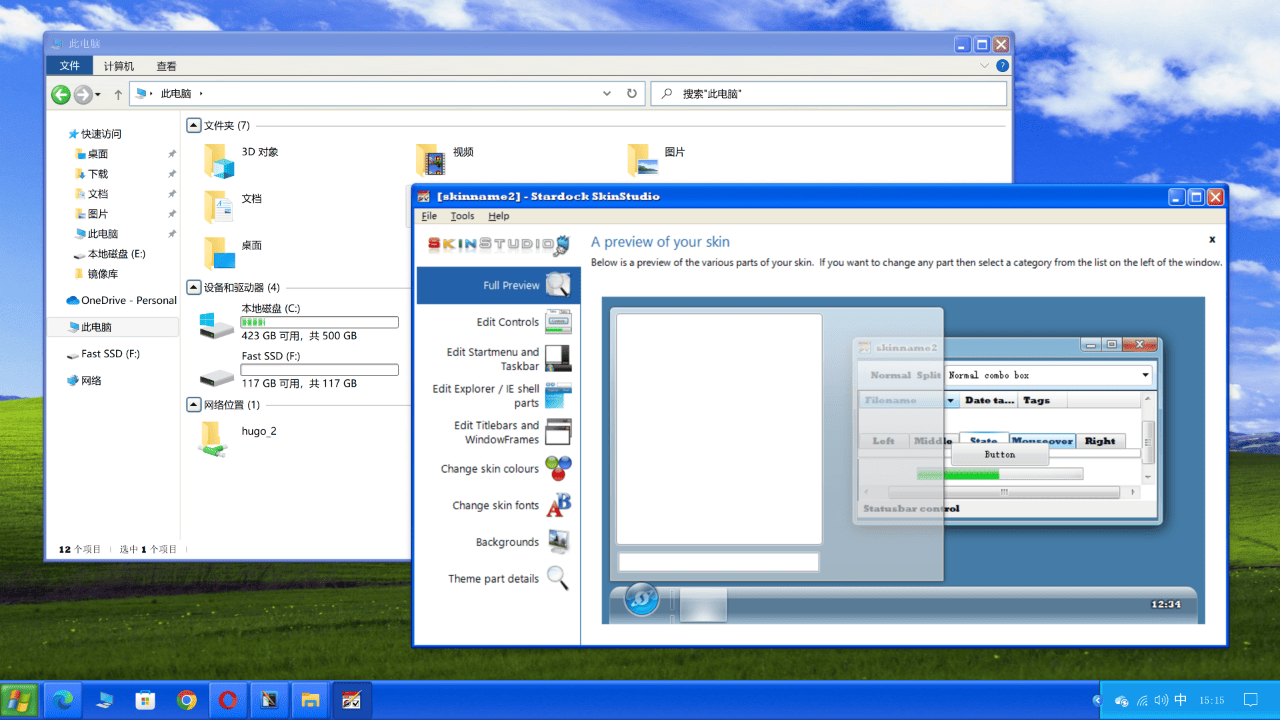 此电脑
文件 计算机 查看
此电脑
搜索"此电脑"
快速访问
桌面
下载
文档
图片
此电脑
本地磁盘 (E:)
镜像库
OneDrive - Personal
此电脑
Fast SSD (F:)
网络
文件夹 (7)
3D 对象
视频
图片
文档
桌面
设备和驱动器 (4)
本地磁盘 (C:)
423 GB 可用, 共 500 GB
Fast SSD (F:)
117 GB 可用, 共 117 GB
网络位置 (1)
hugo_2
12 个项目 选中 1 个项目
[skinname2] - Stardock SkinStudio
File Tools Help
SKINSTUDIO
Full Preview
Edit Controls
Edit Startmenu and
Taskbar
Edit Explorer / IE shell
parts
Edit Titlebars and
WindowFrames
Change skin colours
Change skin fonts
Backgrounds
Theme part details
A preview of your skin
x
Below is a preview of the various parts of your skin. If you want to change any part then select a category from the list on the left of the window.
skinname2
Normal Split Normal combo box
Filename Date ta... Tags
Left Middle State Mouseover Right
Button
Statusbar control
12:34
中 15:15